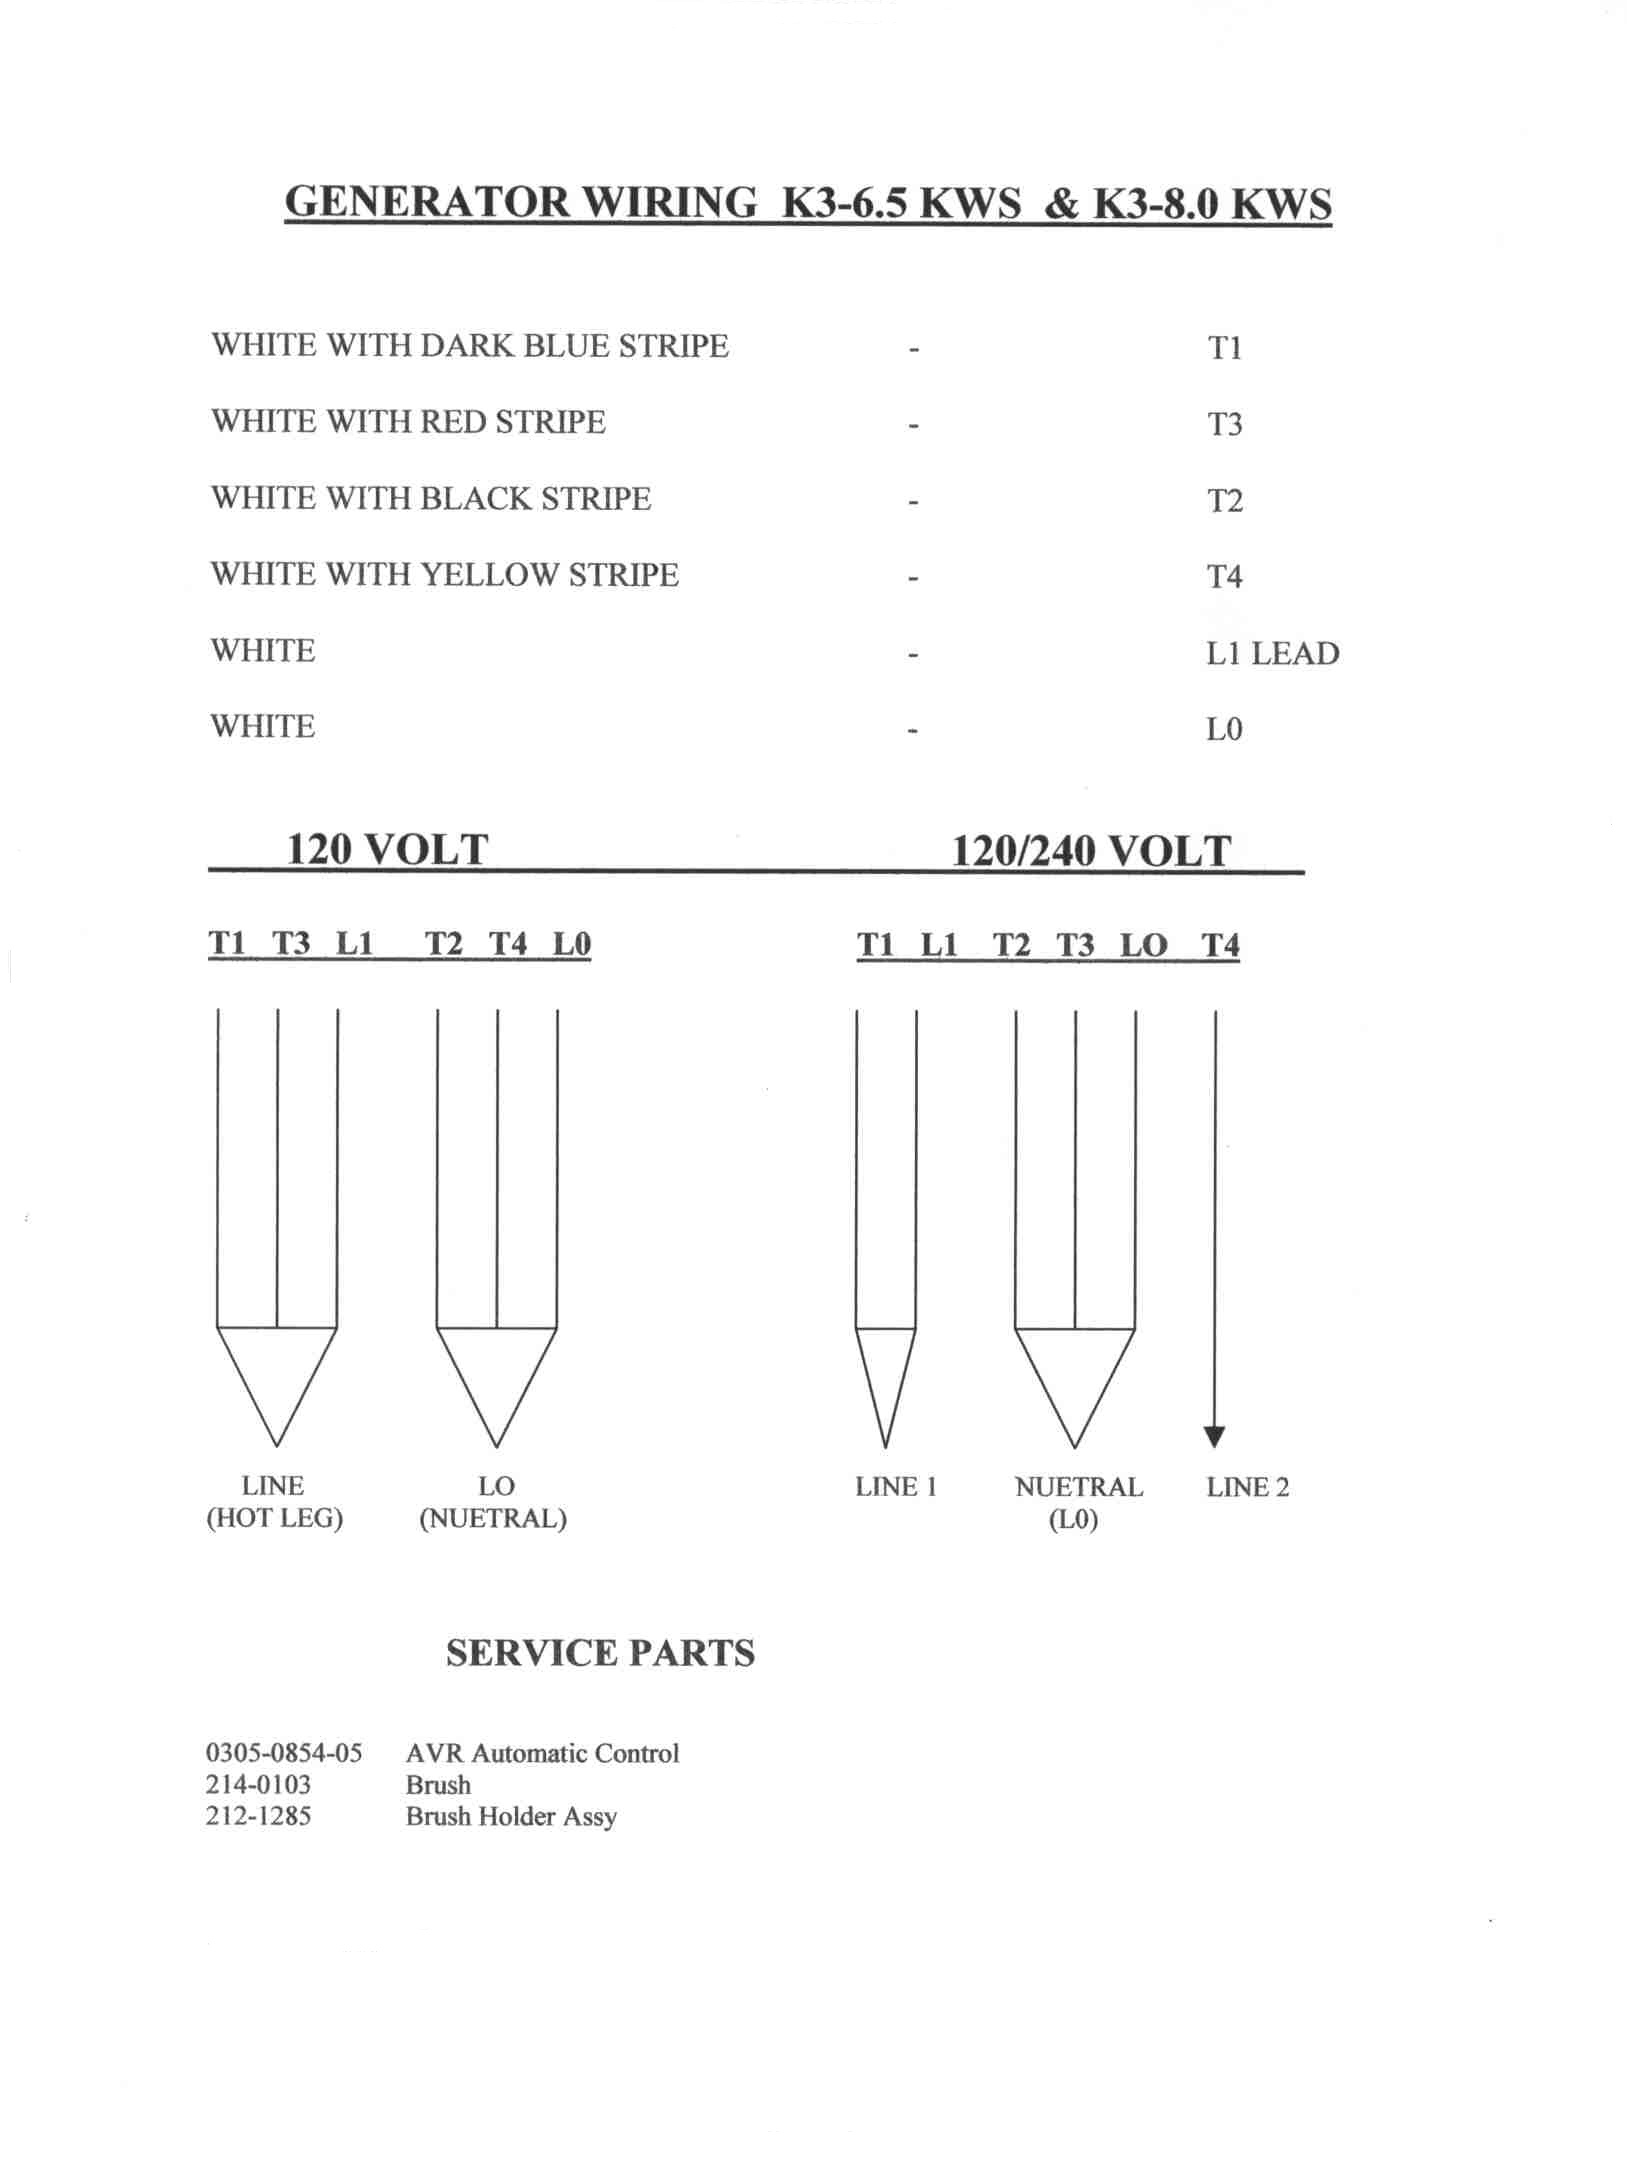 GENERATOR WIRING K3-6.5 KWS & K3-8.0 KWS
WHITE WITH DARK BLUE STRIPE - T1
WHITE WITH RED STRIPE - T3
WHITE WITH BLACK STRIPE - T2
WHITE WITH YELLOW STRIPE - T4
WHITE - L1 LEAD
WHITE - L0
120 VOLT 120/240 VOLT
T1 T3 L1 T2 T4 L0 T1 L1 T2 T3 LO T4
LINE LO LINE 1 NUETRAL LINE 2
(HOT LEG) (NUETRAL) (L0)
SERVICE PARTS
0305-0854-05 AVR Automatic Control
214-0103 Brush
212-1285 Brush Holder Assy